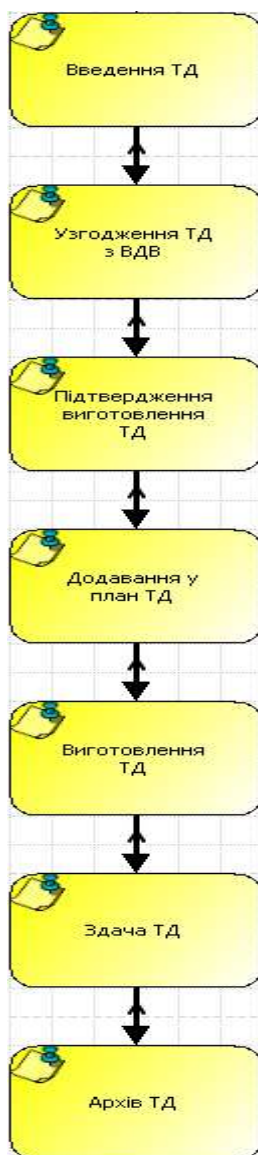 Введення ТД
Узгодження ТД
з ВДВ
Підтвердження
виготовлення
ТД
Додавання у
план ТД
Виготовлення
ТД
Здача ТД
Архів ТД